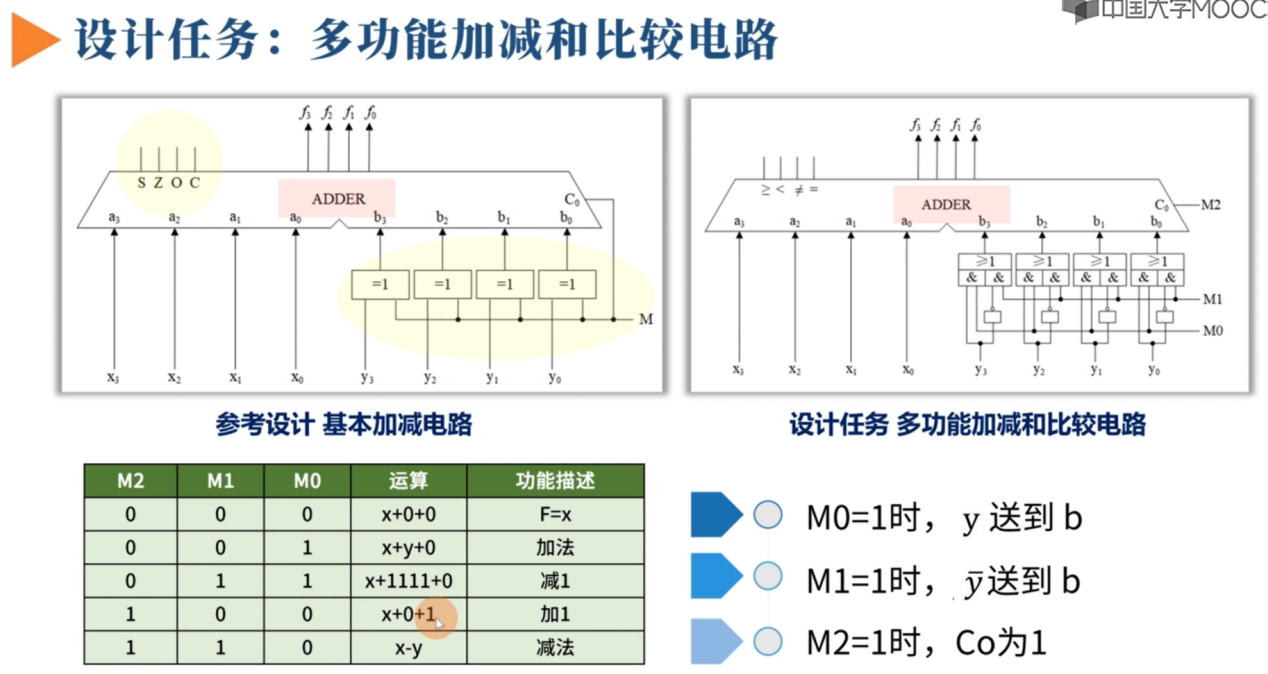 中国大学MOOC
设计任务：多功能加减和比较电路
f3 f2 f1 f0
S Z O C
ADDER
C0
a3 a2 a1 a0 b3 b2 b1 b0
=1 =1 =1 =1
M
x3 x2 x1 x0 y3 y2 y1 y0
参考设计 基本加减电路
f3 f2 f1 f0
≥ < ≠ =
ADDER
C0 M2
a3 a2 a1 a0 b3 b2 b1 b0
≥1 ≥1 ≥1 ≥1
& & & & & & & &
M1
M0
x3 x2 x1 x0 y3 y2 y1 y0
设计任务 多功能加减和比较电路
M2 M1 M0 运算 功能描述
0 0 0 x+0+0 F=x
0 0 1 x+y+0 加法
0 1 1 x+1111+0 减1
1 0 0 x+0+1 加1
1 1 0 x-y 减法
M0=1时， y 送到 b
M1=1时， ȳ送到 b
M2=1时，Co为1